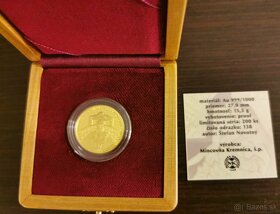 materiál: Au 999/1000
priemer: 27,0 mm
hmotnosť: 15,5 g
vyhotovenie: proof
limitovaná séria: 200 ks
číslo odrazku: 138
autor: Štefan Novotný
výrobca:
Mincovňa Kremnica, š.p.
bazar.sk